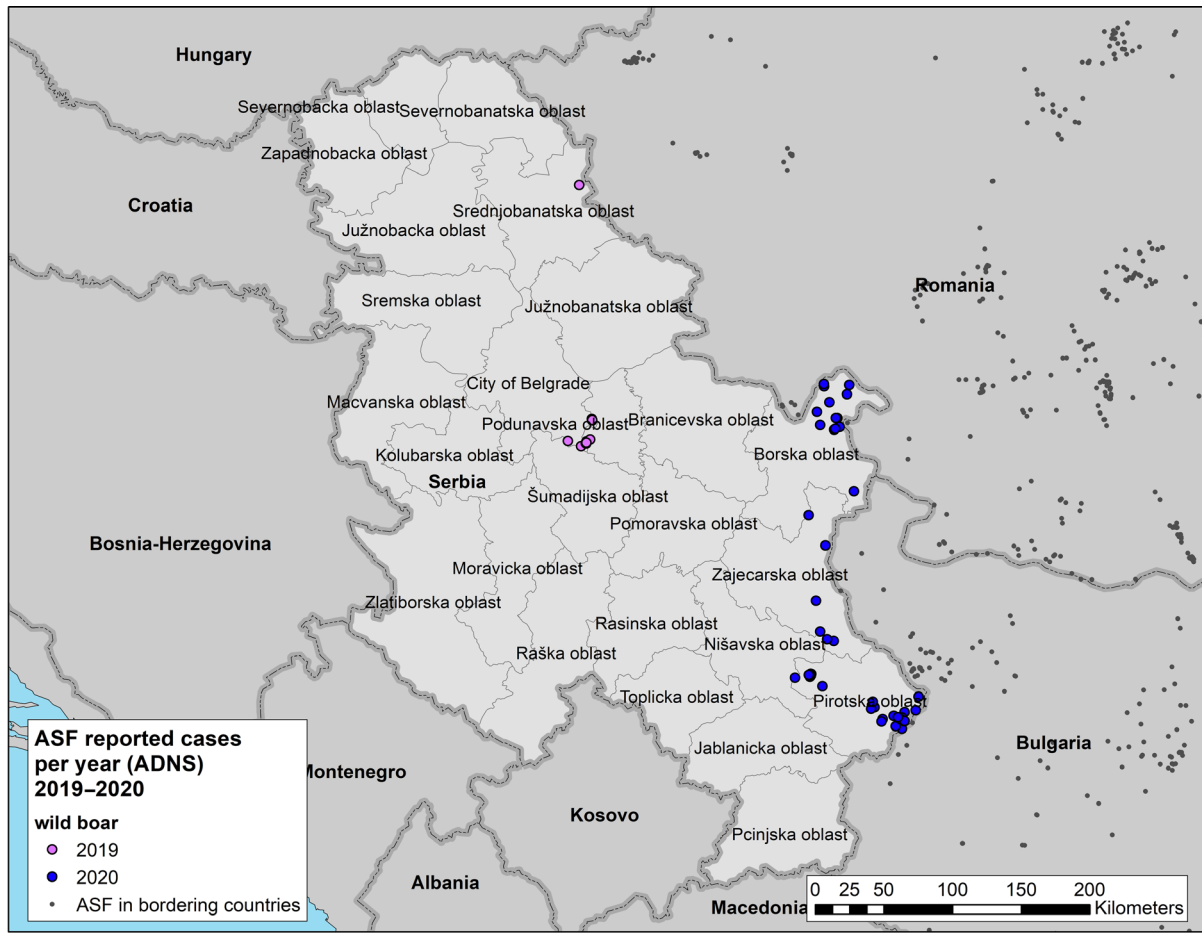 Hungary
Severnobacka oblast
Severnobanatska oblast
Zapadnobacka oblast
Croatia
Srednjobanatska oblast
Južnobacka oblast
Romania
Sremska oblast
Južnobanatska oblast
City of Belgrade
Macvanska oblast
Podunavska oblast
Branicevska oblast
Kolubarska oblast
Borska oblast
Serbia
Šumadijska oblast
Pomoravska oblast
Bosnia-Herzegovina
Moravicka oblast
Zajecarska oblast
Zlatiborska oblast
Rasinska oblast
Nišavska oblast
Raška oblast
Toplicka oblast
Pirotska oblast
Jablanicka oblast
Bulgaria
Montenegro
Kosovo
Pcinjska oblast
Albania
Macedonia
ASF reported cases
per year (ADNS)
2019–2020
wild boar
2019
2020
ASF in bordering countries
0 25 50 100 150 200
Kilometers